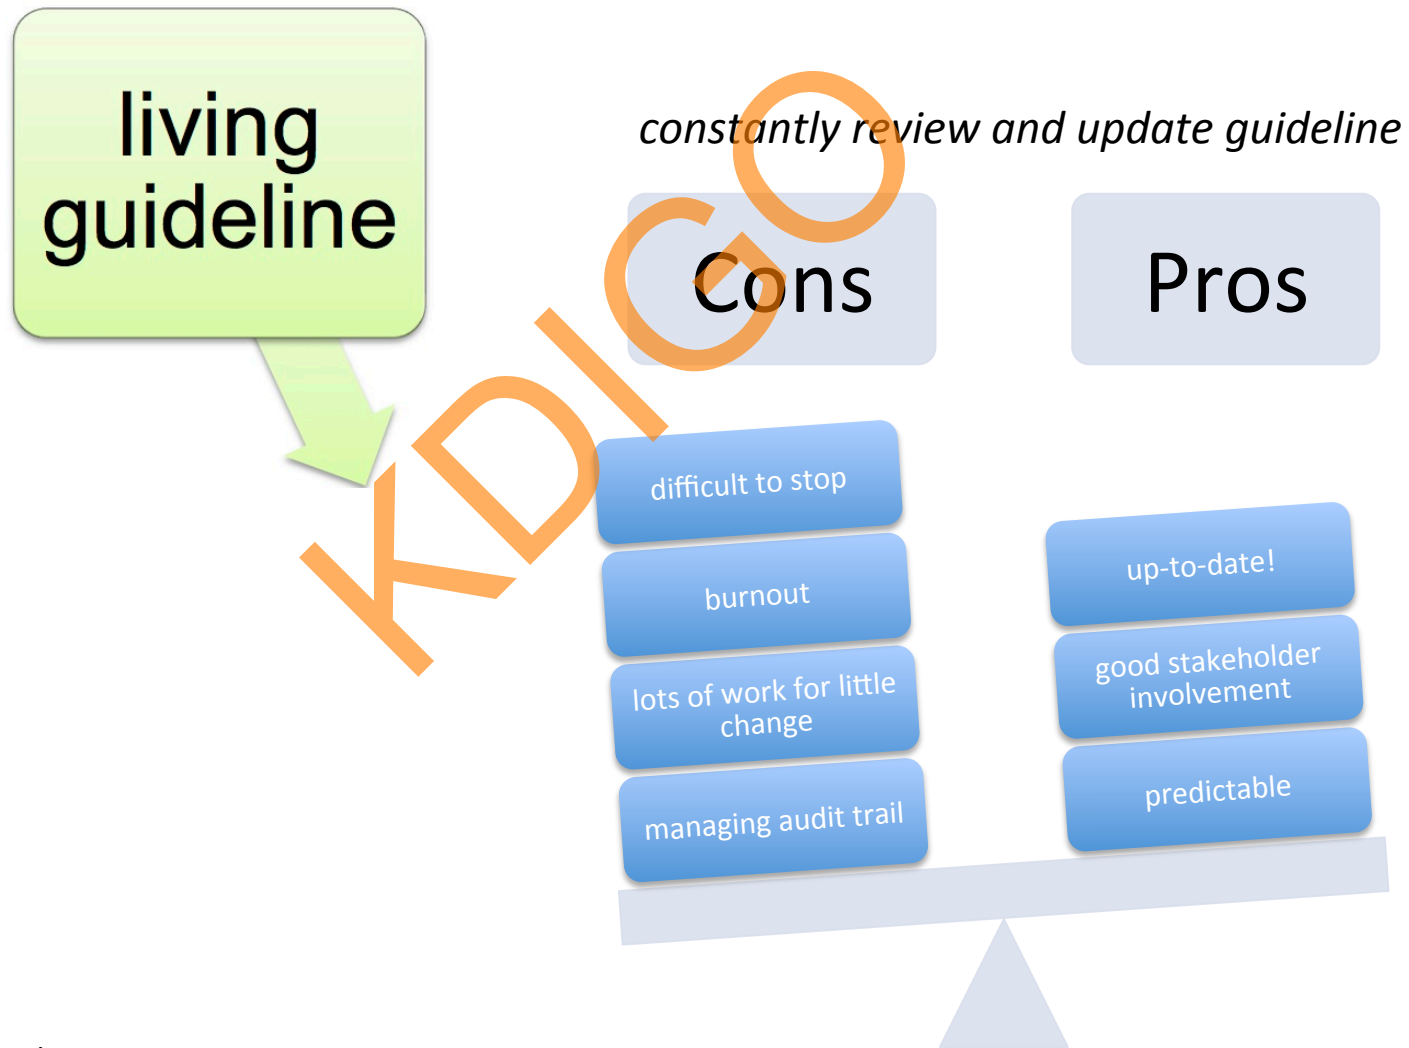 living
guideline
constantly review and update guideline
Cons
Pros
difficult to stop
burnout
lots of work for little
change
managing audit trail
up-to-date!
good stakeholder
involvement
predictable
KDIGO